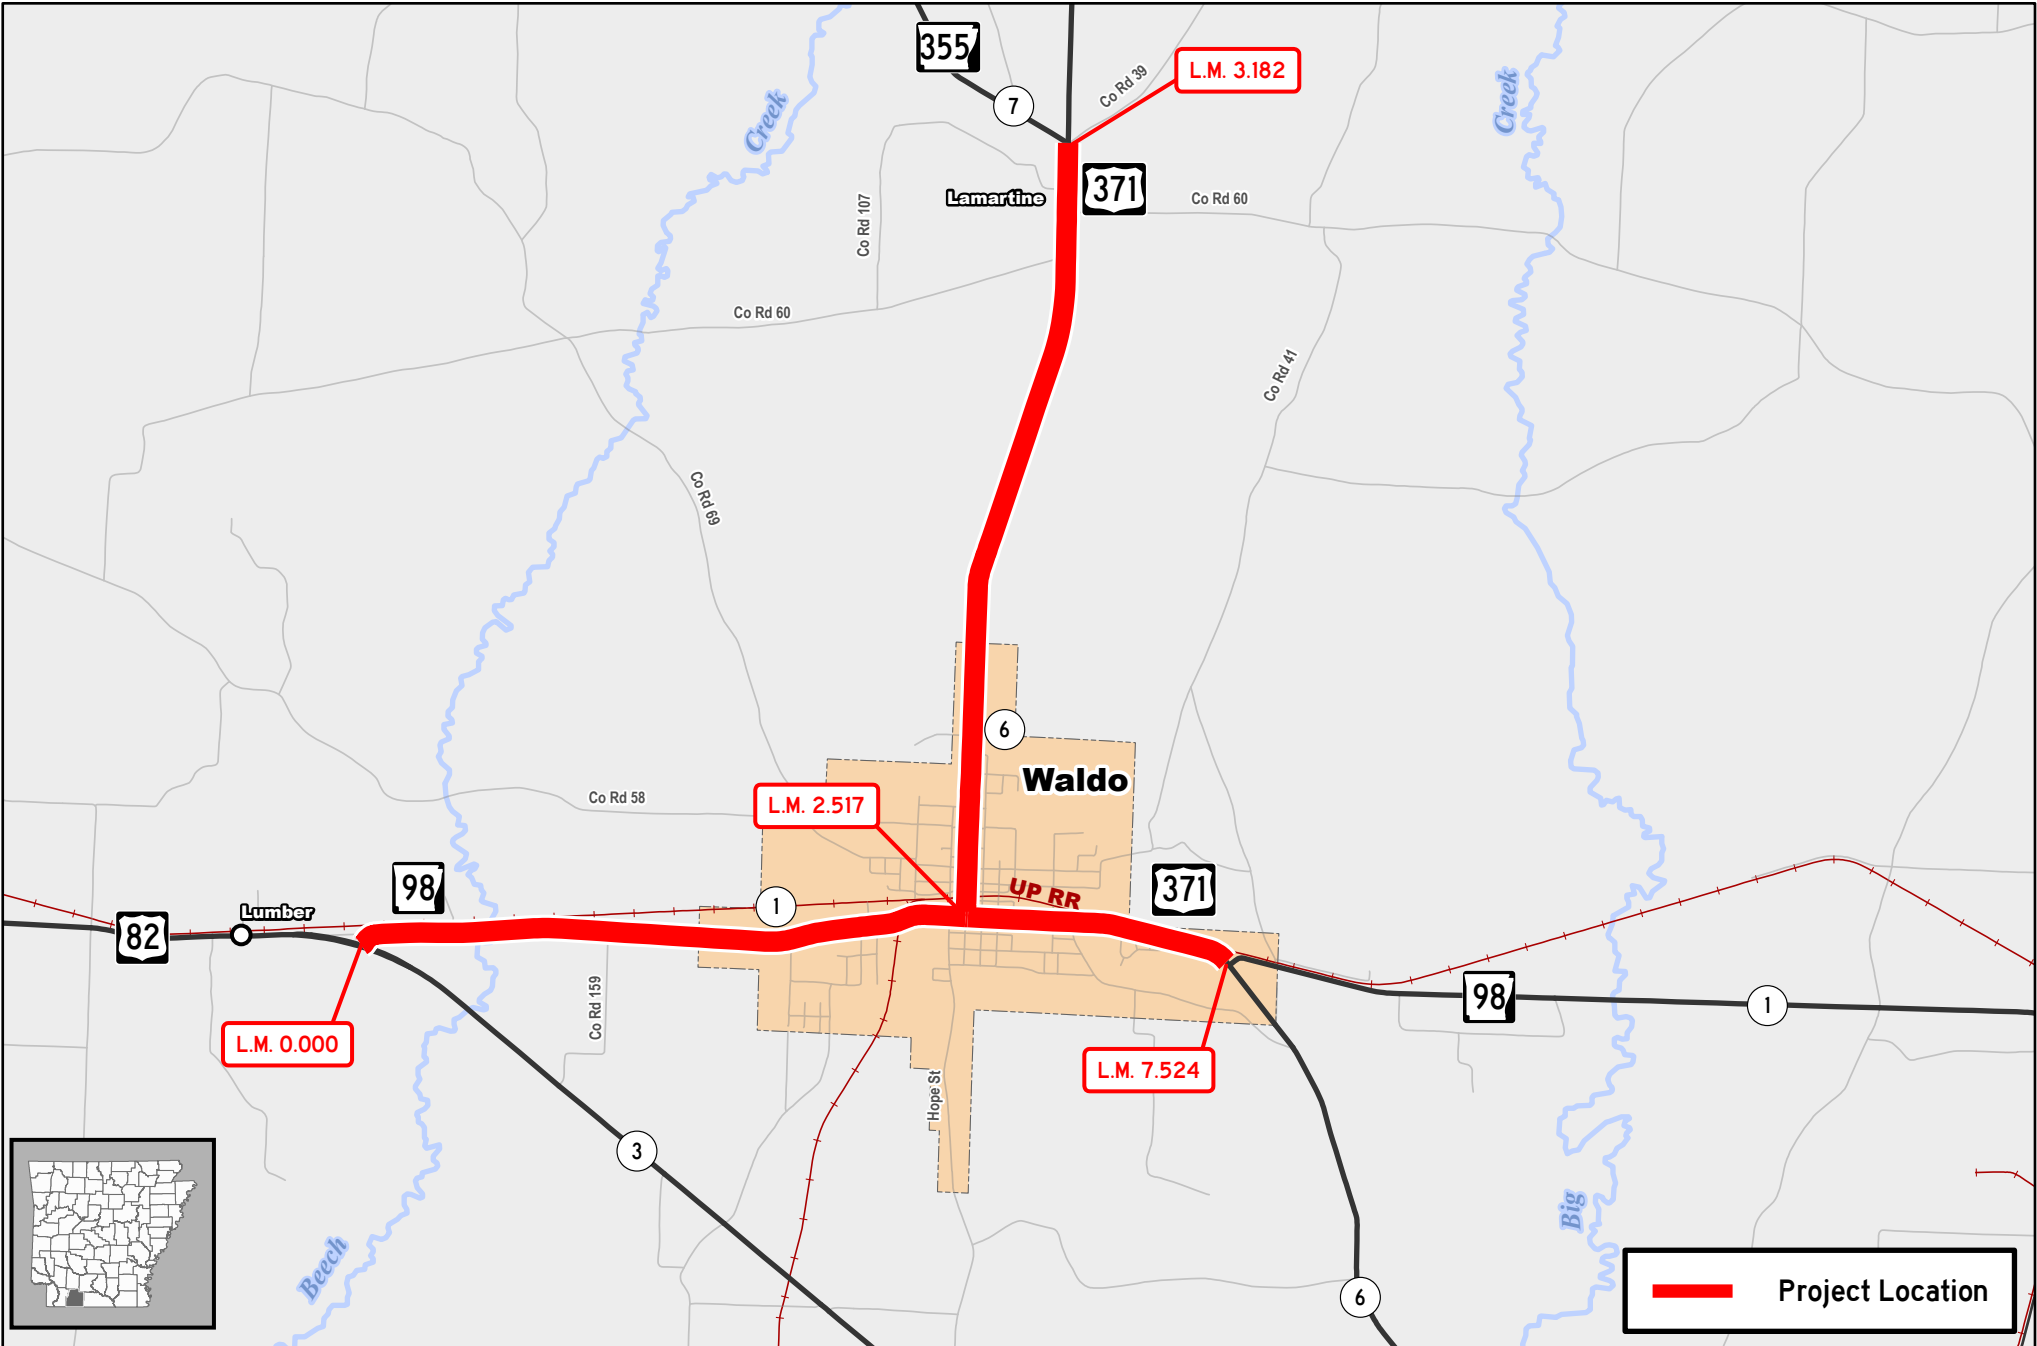 355
L.M. 3.182
Co Rd 39
7
Creek
Creek
371
Lamartine
Co Rd 60
Co Rd 107
Co Rd 60
Co Rd 41
Co Rd 69
6
Waldo
Co Rd 58
L.M. 2.517
98
UP RR
371
1
Lumber
82
98
1
Co Rd 159
L.M. 0.000
L.M. 7.524
Hope St
3
Beech
Big
6
Project Location